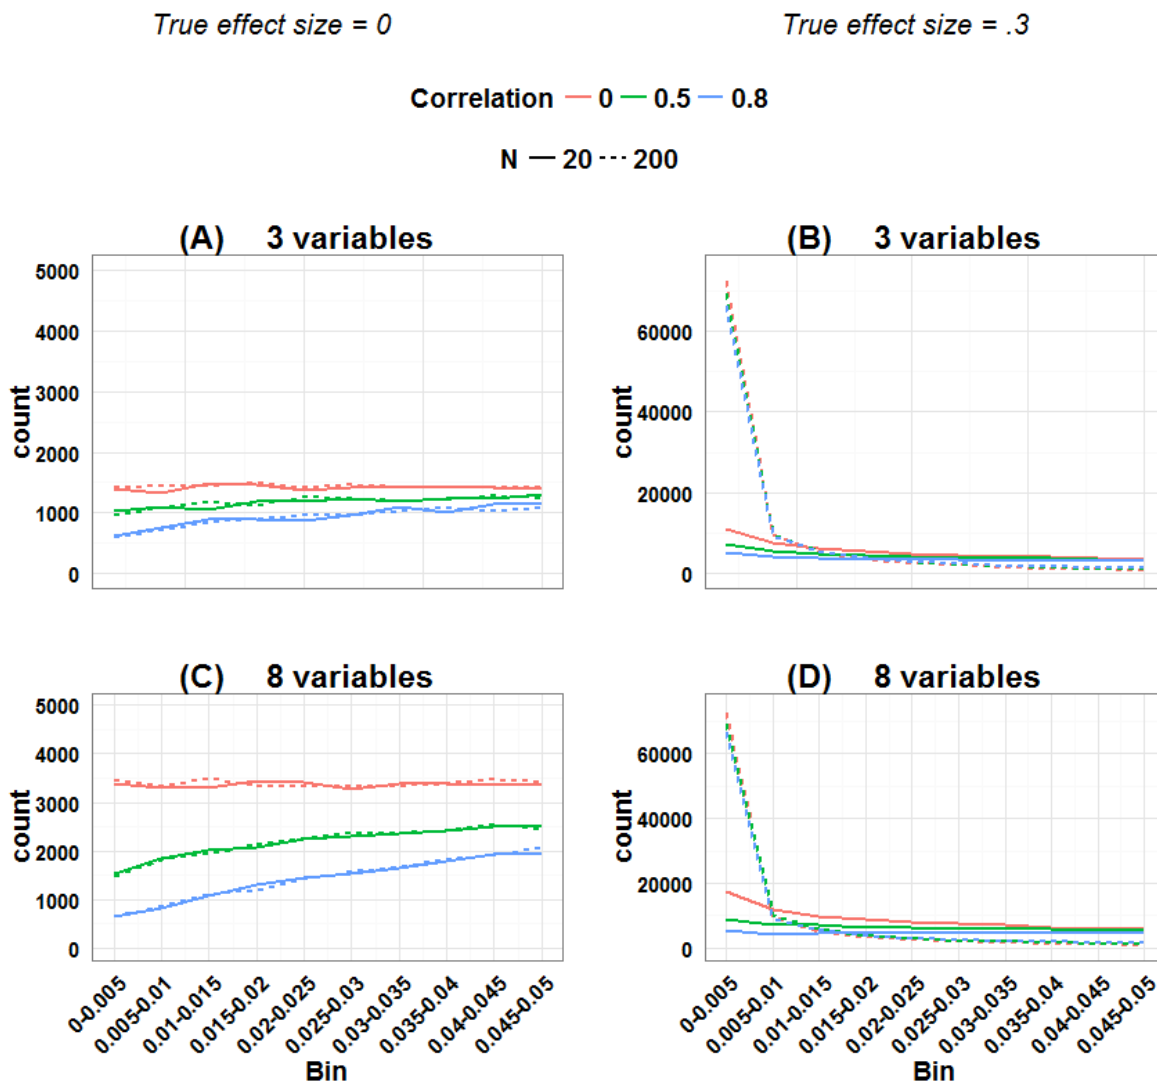 True effect size = 0
True effect size = .3
Correlation 0 0.5 0.8
N 20 200
(A) 3 variables
5000
4000
3000
2000
1000
0
count
(B) 3 variables
60000
40000
20000
0
count
(C) 8 variables
5000
4000
3000
2000
1000
0
count
0-0.005
0.005-0.01
0.01-0.015
0.015-0.02
0.02-0.025
0.025-0.03
0.03-0.035
0.035-0.04
0.04-0.045
0.045-0.05
Bin
(D) 8 variables
60000
40000
20000
0
count
0-0.005
0.005-0.01
0.01-0.015
0.015-0.02
0.02-0.025
0.025-0.03
0.03-0.035
0.035-0.04
0.04-0.045
0.045-0.05
Bin